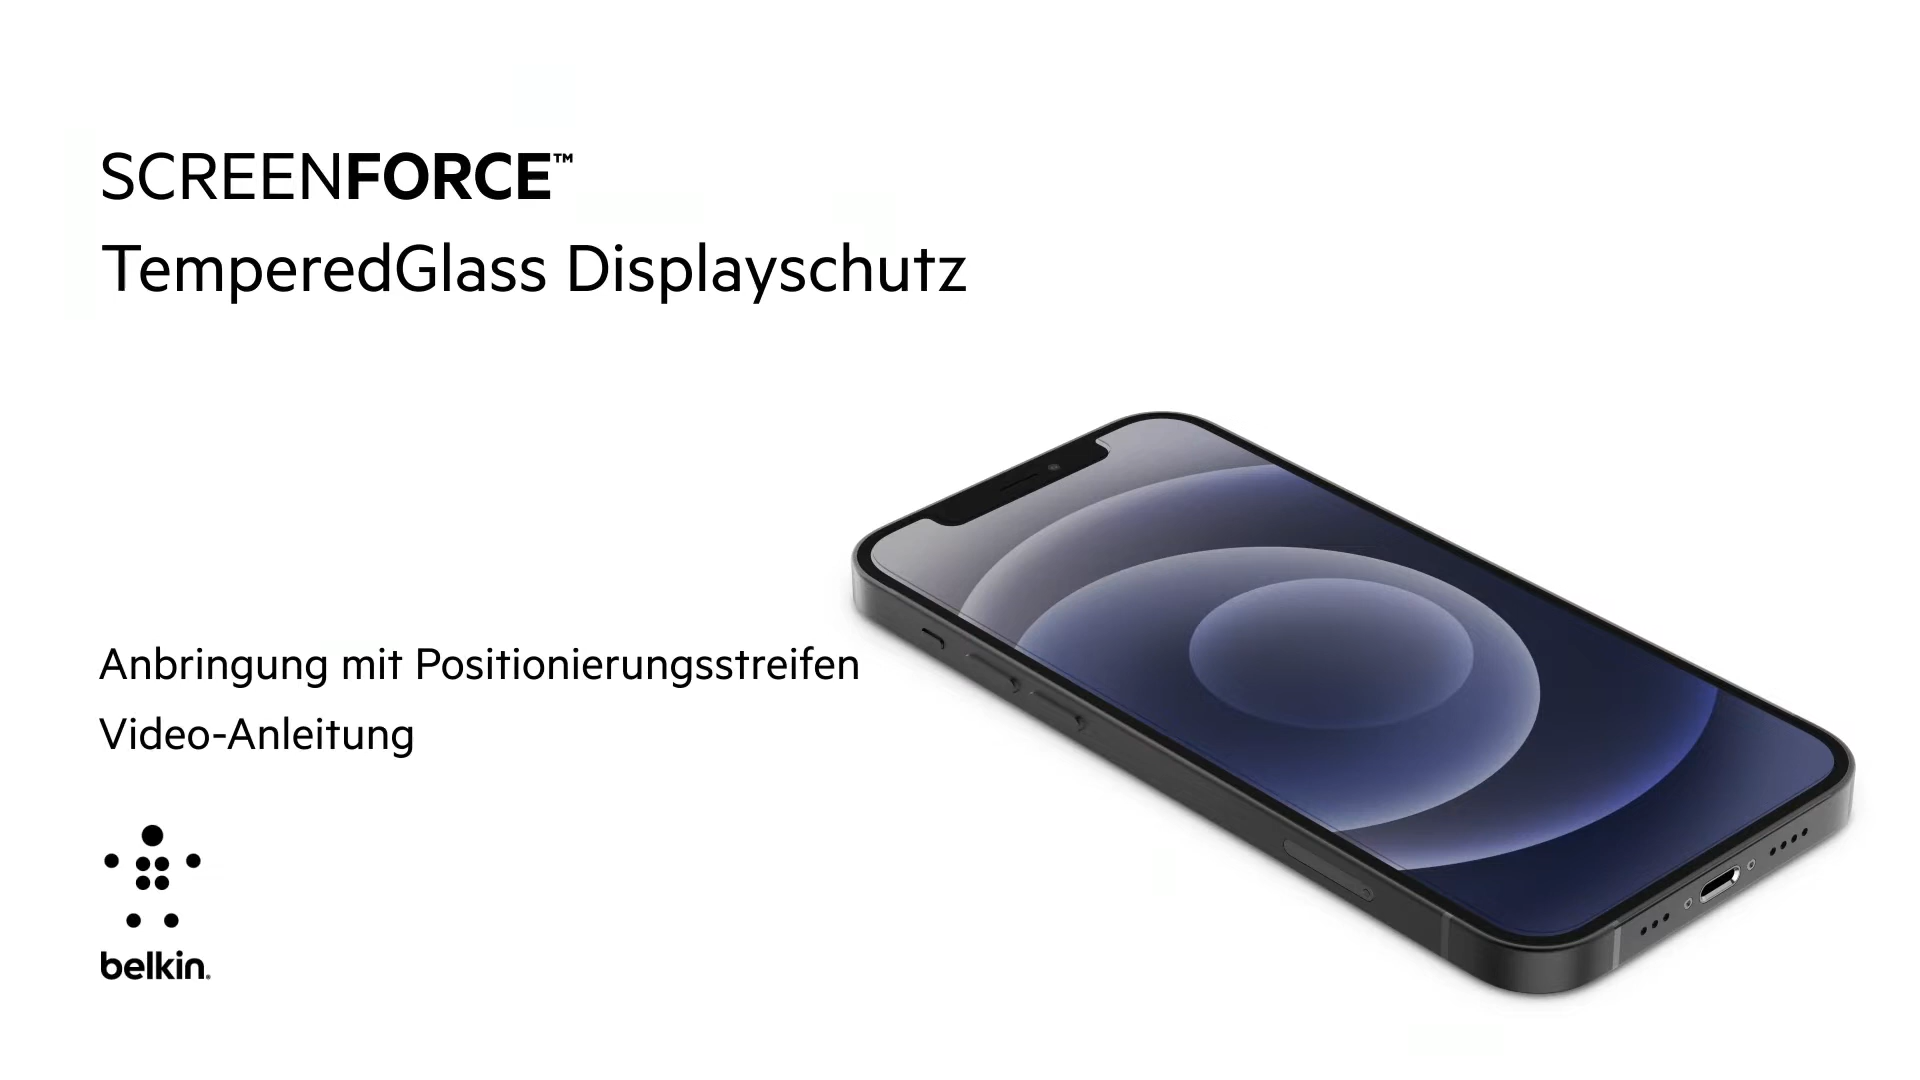 SCREENFORCE™
TemperedGlass Displayschutz
Anbringung mit Positionierungsstreifen
Video-Anleitung
belkin.